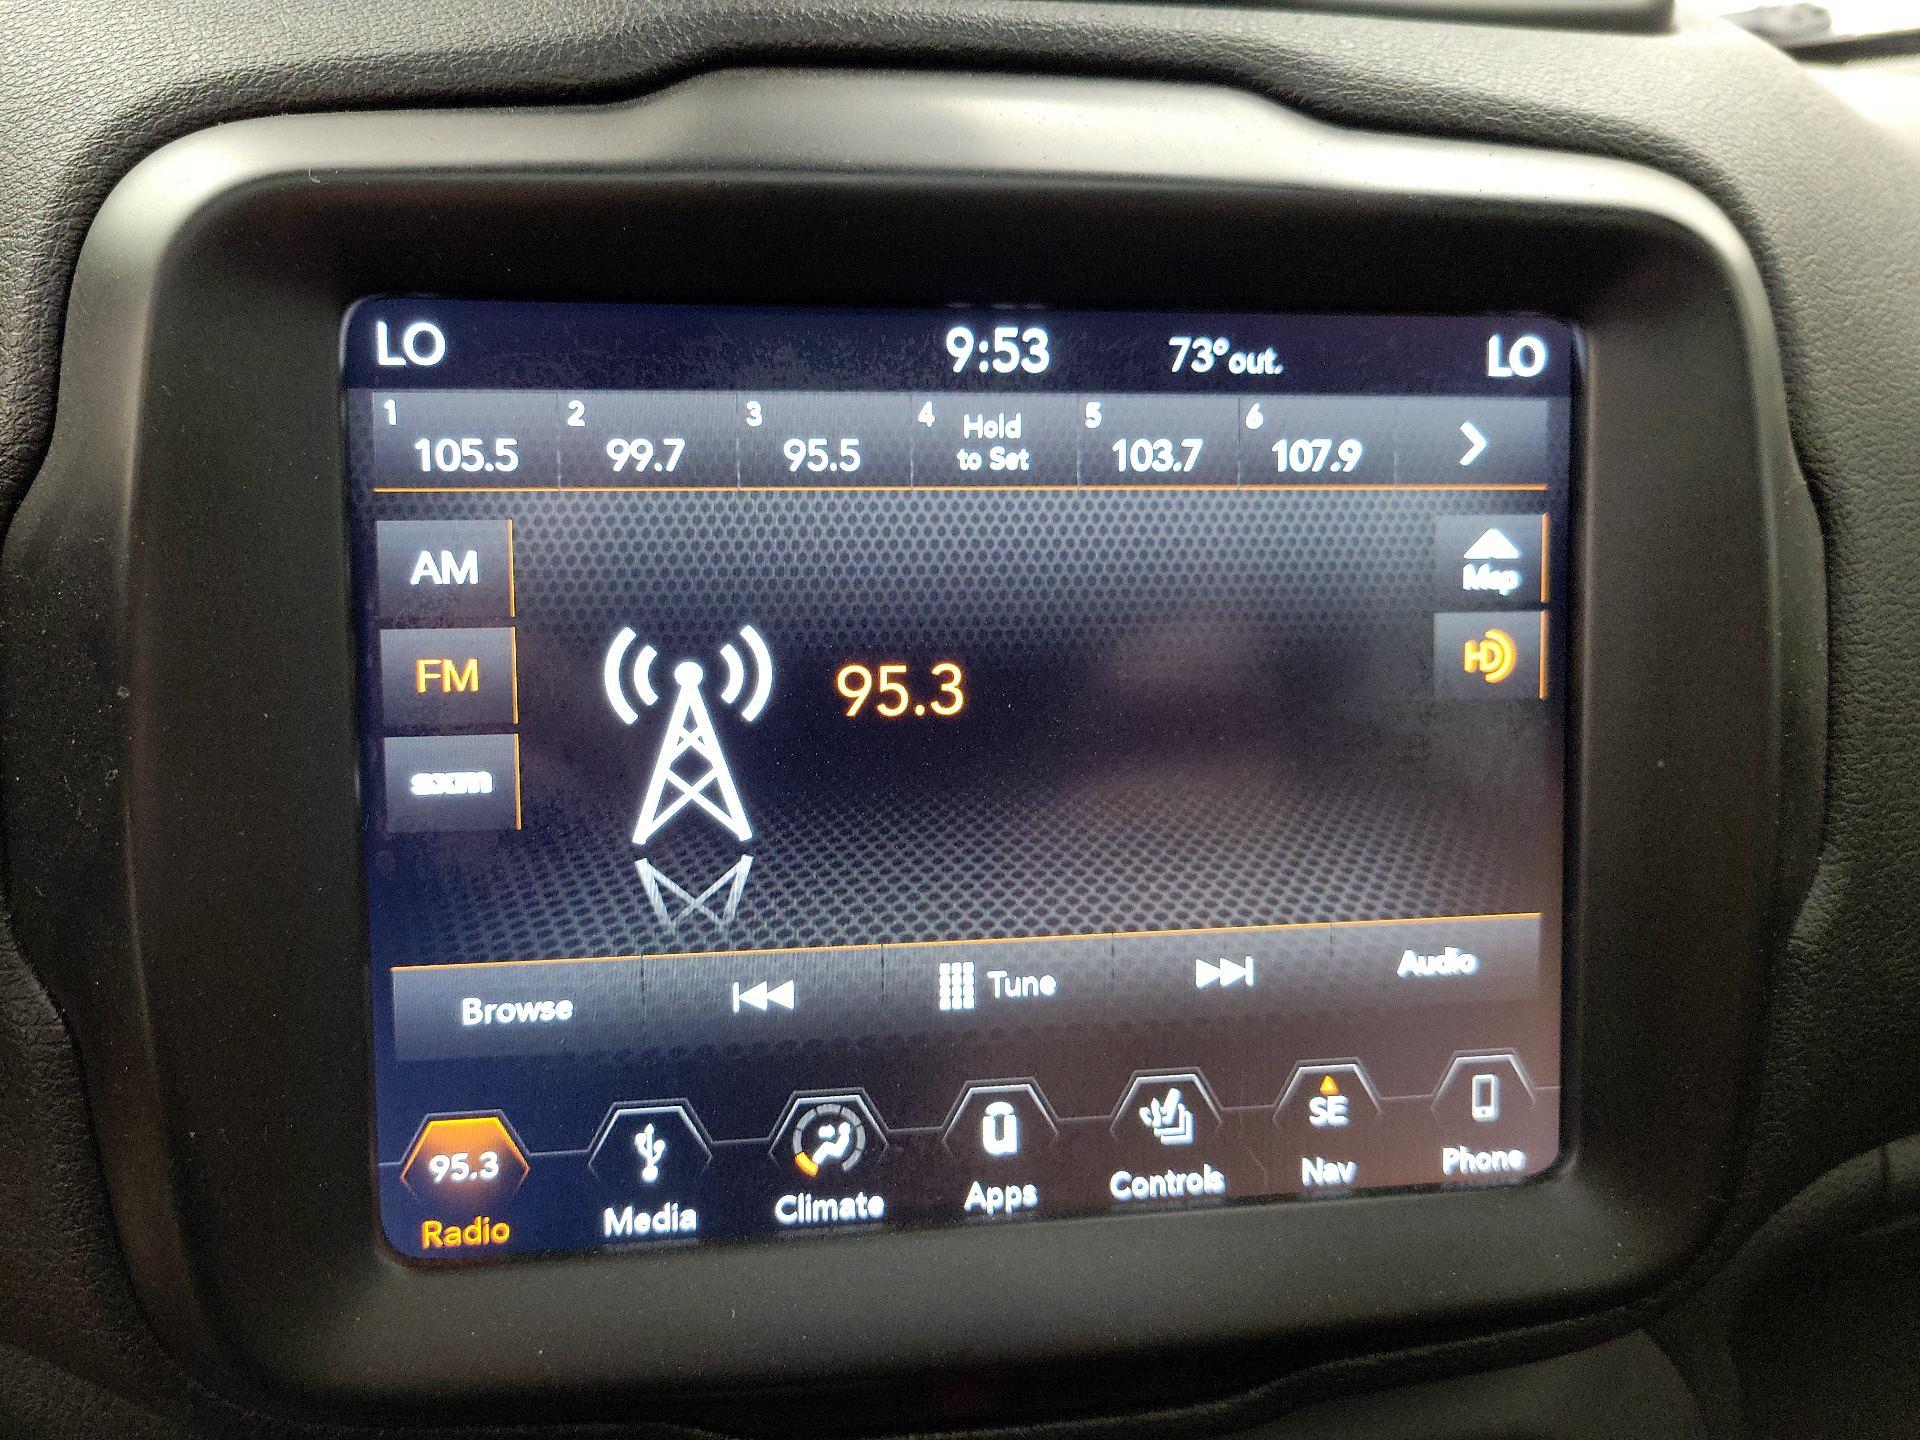 LO 9:53 73° out. LO
1 2 3 4 Hold to Set 5 6
105.5 99.7 95.5 103.7 107.9
AM
Map
FM
HD
95.3
sxm
Browse Tune Audio
95.3 SE
Radio Media Climate Apps Controls Nav Phone